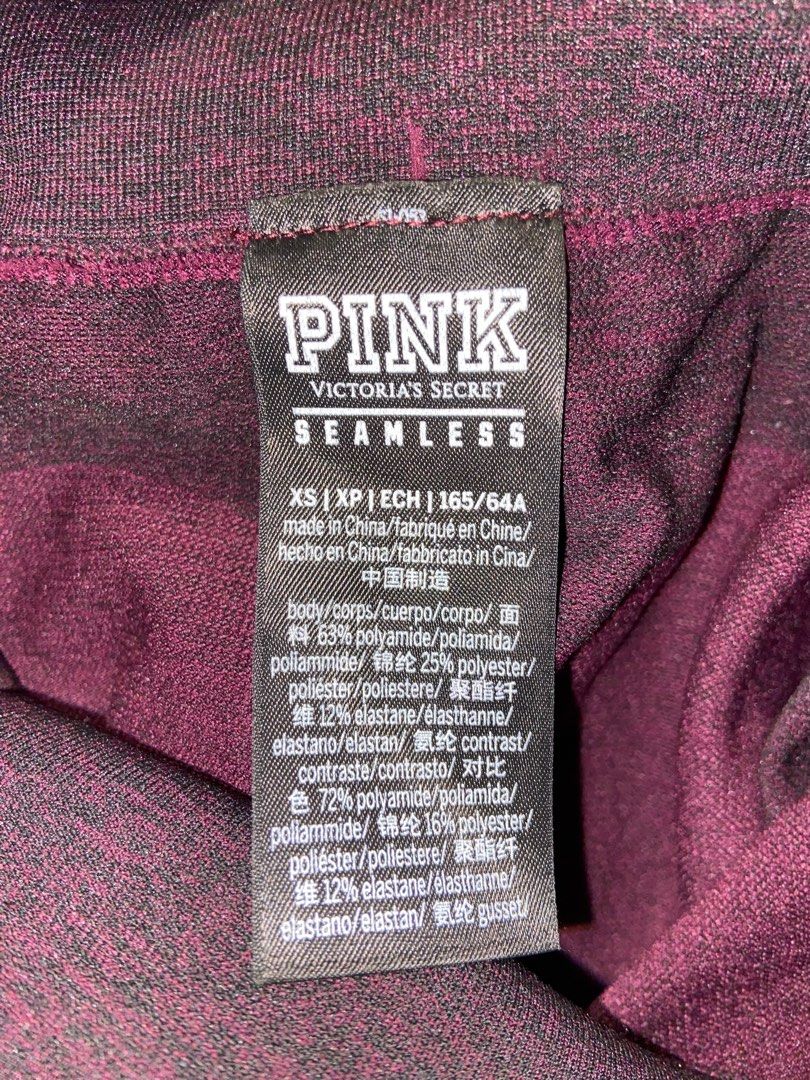 PINK
VICTORIA'S SECRET
SEAMLESS
XS | XP | ECH | 165/64A
made in China/fabriqué en Chine/
hecho en China/fabbricato in Cina/
中国制造
body/corps/cuerpo/corpo/ 面
料 63% polyamide/poliamida/
poliammide/ 锦纶 25% polyester/
poliéster/poliestere/ 聚酯纤
维 12% elastane/élasthanne/
elastano/elastan/ 氨纶 contrast/
contraste/contrasto/ 对比
色 72% polyamide/poliamida/
poliammide/ 锦纶 16% polyester/
poliéster/poliestere/ 聚酯纤
维 12% elastane/élasthanne/
elastano/elastan/ 氨纶 gusset/